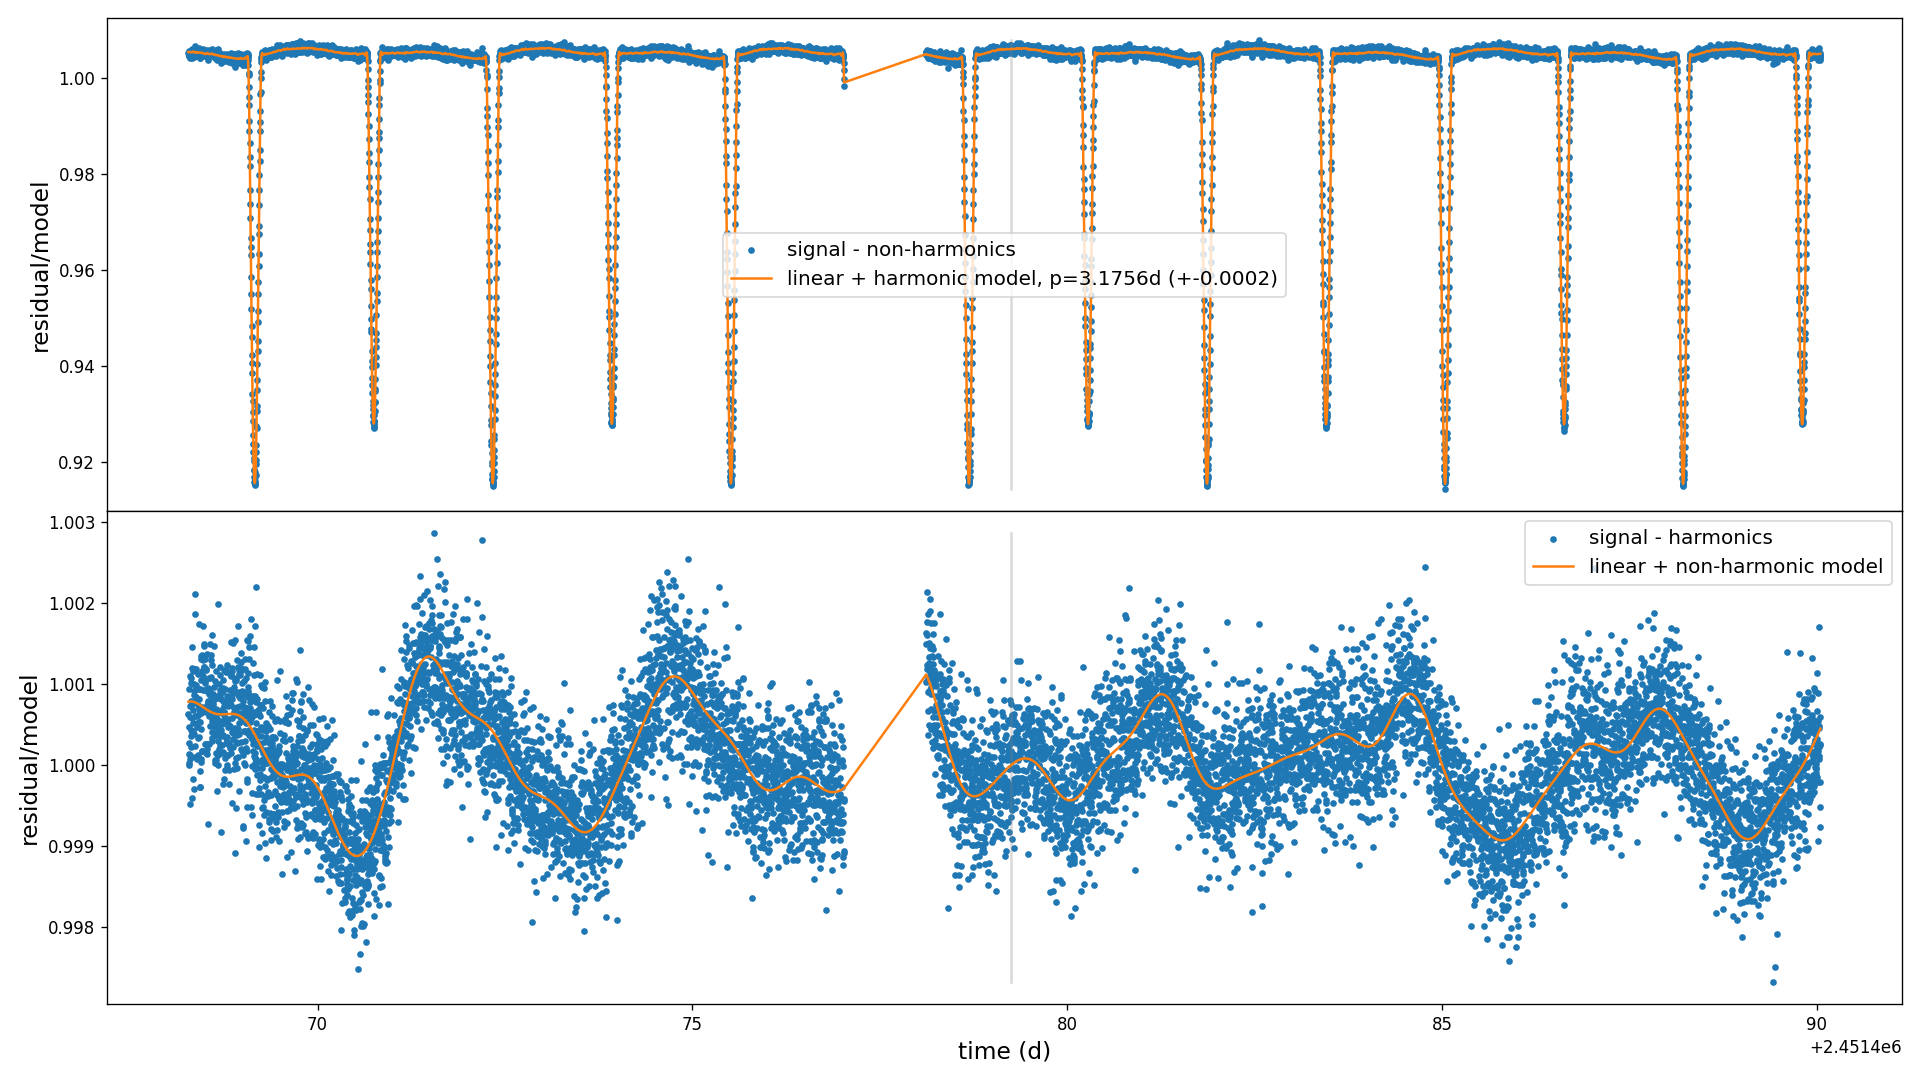 residual/model
1.00
0.98
0.96
0.94
0.92
signal - non-harmonics
linear + harmonic model, p=3.1756d (+-0.0002)
residual/model
1.003
1.002
1.001
1.000
0.999
0.998
signal - harmonics
linear + non-harmonic model
70 75 80 85 90
time (d)
+2.4514e6